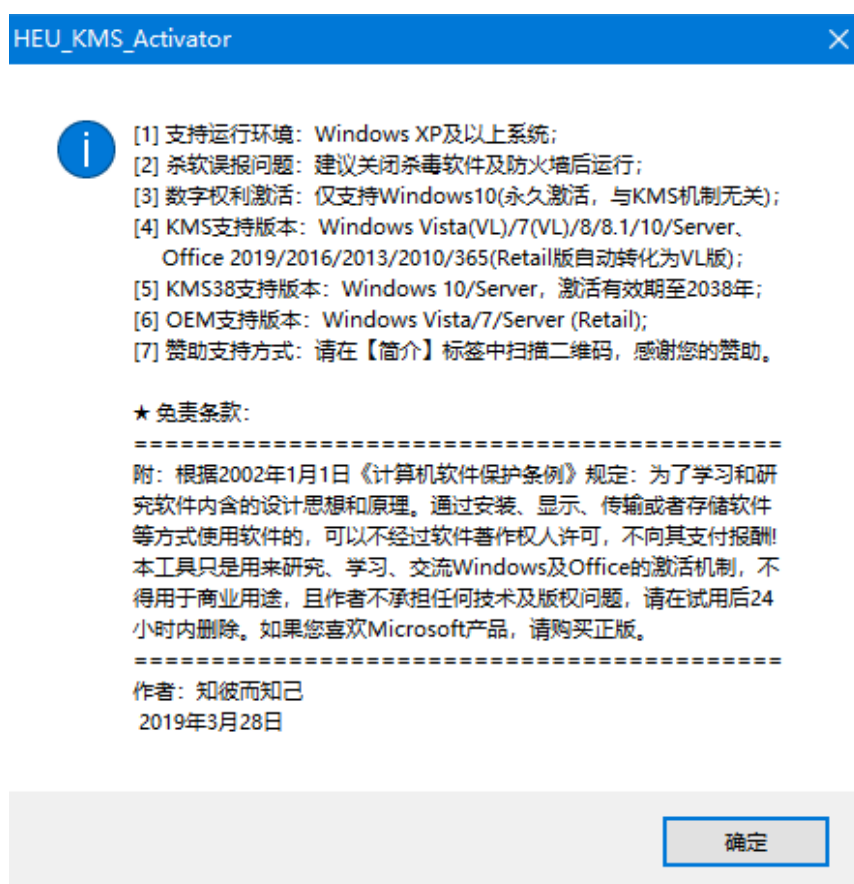 HEU_KMS_Activator
[1] 支持运行环境：Windows XP及以上系统;
[2] 杀软误报问题：建议关闭杀毒软件及防火墙后运行;
[3] 数字权利激活：仅支持Windows10(永久激活，与KMS机制无关);
[4] KMS支持版本：Windows Vista(VL)/7(VL)/8/8.1/10/Server、
Office 2019/2016/2013/2010/365(Retail版自动转化为VL版);
[5] KMS38支持版本：Windows 10/Server，激活有效期至2038年;
[6] OEM支持版本：Windows Vista/7/Server (Retail);
[7] 赞助支持方式：请在【简介】标签中扫描二维码，感谢您的赞助。
★ 免责条款：
==========================================
附：根据2002年1月1日《计算机软件保护条例》规定：为了学习和研
究软件内含的设计思想和原理。通过安装、显示、传输或者存储软件
等方式使用软件的，可以不经过软件著作权人许可，不向其支付报酬!
本工具只是用来研究、学习、交流Windows及Office的激活机制，不
得用于商业用途，且作者不承担任何技术及版权问题，请在试用后24
小时内删除。如果您喜欢Microsoft产品，请购买正版。
==========================================
作者：知彼而知己
2019年3月28日
确定